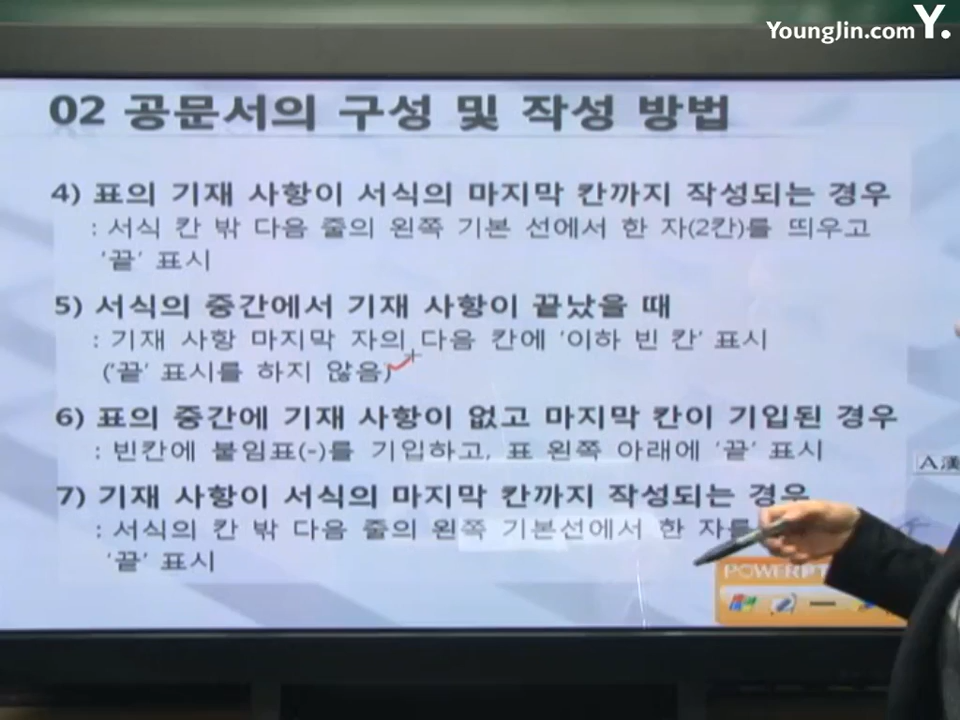 YoungJin.com Y.
02 공문서의 구성 및 작성 방법
4) 표의 기재 사항이 서식의 마지막 칸까지 작성되는 경우
: 서식 칸 밖 다음 줄의 왼쪽 기본 선에서 한 자(2칸)를 띄우고
'끝' 표시
5) 서식의 중간에서 기재 사항이 끝났을 때
: 기재 사항 마지막 자의 다음 칸에 '이하 빈 칸' 표시
('끝' 표시를 하지 않음)
6) 표의 중간에 기재 사항이 없고 마지막 칸이 기입된 경우
: 빈칸에 붙임표(-)를 기입하고, 표 왼쪽 아래에 '끝' 표시
7) 기재 사항이 서식의 마지막 칸까지 작성되는 경우
: 서식의 칸 밖 다음 줄의 왼쪽 기본선에서 한 자를
'끝' 표시
A漢